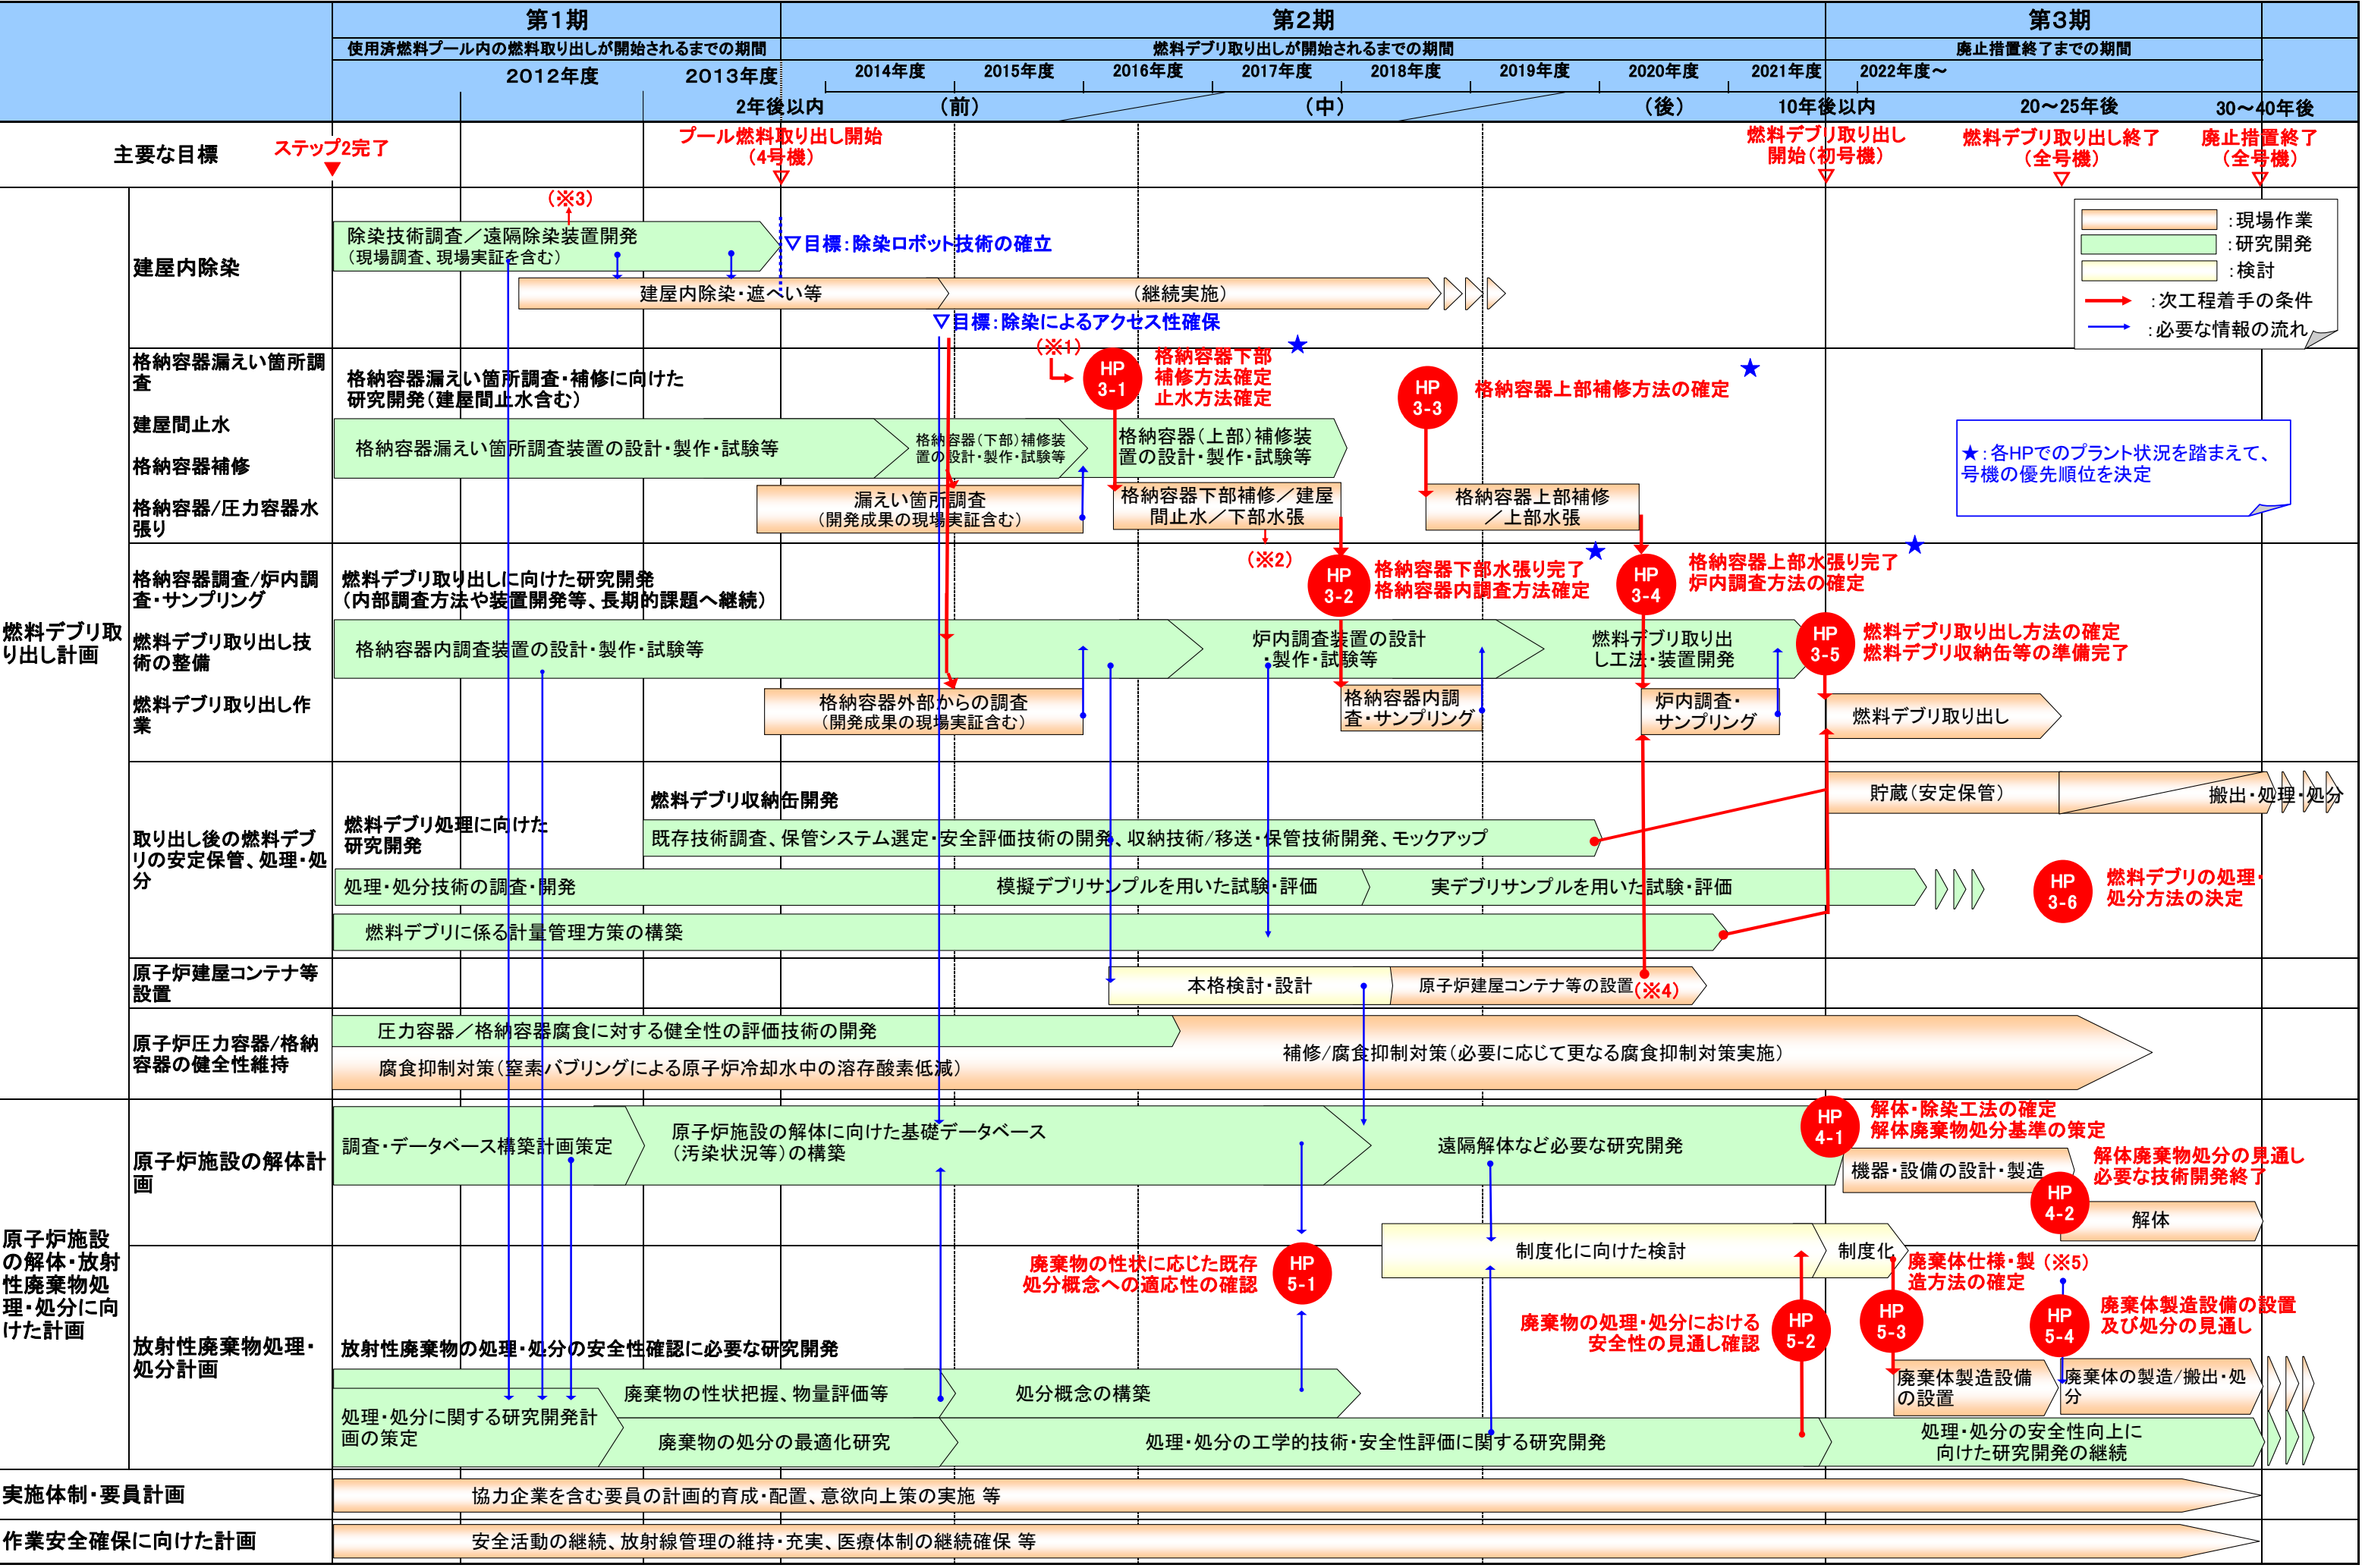 第1期
第2期
第3期
使用済燃料プール内の燃料取り出しが開始されるまでの期間
燃料デブリ取り出しが開始されるまでの期間
廃止措置終了までの期間
2012年度
2013年度
2014年度
2015年度
2016年度
2017年度
2018年度
2019年度
2020年度
2021年度
2022年度～
2年後以内
（前）
（中）
（後）
10年後以内
20～25年後
30～40年後
主要な目標
ステップ2完了
プール燃料取り出し開始
（4号機）
燃料デブリ取り出し
開始（初号機）
燃料デブリ取り出し終了
（全号機）
廃止措置終了
（全号機）
：現場作業
：研究開発
：検討
：次工程着手の条件
：必要な情報の流れ
燃料デブリ取
り出し計画
建屋内除染
（※3）
除染技術調査／遠隔除染装置開発
（現場調査、現場実証を含む）
▽目標：除染ロボット技術の確立
建屋内除染・遮へい等
（継続実施）
▽目標：除染によるアクセス性確保
格納容器漏えい箇所調
査
建屋間止水
格納容器補修
格納容器/圧力容器水
張り
格納容器漏えい箇所調査・補修に向けた
研究開発（建屋間止水含む）
（※1）
HP
3-1
格納容器下部
補修方法確定
止水方法確定
★
HP
3-3
格納容器上部補修方法の確定
★
格納容器漏えい箇所調査装置の設計・製作・試験等
格納容器（下部）補修装
置の設計・製作・試験等
格納容器（上部）補修装
置の設計・製作・試験等
漏えい箇所調査
（開発成果の現場実証含む）
格納容器下部補修／建屋
間止水／下部水張
格納容器上部補修
／上部水張
★：各HPでのプラント状況を踏まえて、
号機の優先順位を決定
格納容器調査/炉内調
査・サンプリング
燃料デブリ取り出し技
術の整備
燃料デブリ取り出し作
業
燃料デブリ取り出しに向けた研究開発
（内部調査方法や装置開発等、長期的課題へ継続）
（※2）
HP
3-2
格納容器下部水張り完了
格納容器内調査方法確定
★
HP
3-4
格納容器上部水張り完了
炉内調査方法の確定
★
格納容器内調査装置の設計・製作・試験等
炉内調査装置の設計
・製作・試験等
燃料デブリ取り出
し工法・装置開発
HP
3-5
燃料デブリ取り出し方法の確定
燃料デブリ収納缶等の準備完了
格納容器外部からの調査
（開発成果の現場実証含む）
格納容器内調
査・サンプリング
炉内調査・
サンプリング
燃料デブリ取り出し
取り出し後の燃料デブ
リの安定保管、処理・処
分
燃料デブリ収納缶開発
燃料デブリ処理に向けた
研究開発
貯蔵（安定保管）
搬出・処理・処分
既存技術調査、保管システム選定・安全評価技術の開発、収納技術/移送・保管技術開発、モックアップ
処理・処分技術の調査・開発
模擬デブリサンプルを用いた試験・評価
実デブリサンプルを用いた試験・評価
HP
3-6
燃料デブリの処理・
処分方法の決定
燃料デブリに係る計量管理方策の構築
原子炉建屋コンテナ等
設置
本格検討・設計
原子炉建屋コンテナ等の設置
（※4）
原子炉圧力容器/格納
容器の健全性維持
圧力容器／格納容器腐食に対する健全性の評価技術の開発
腐食抑制対策（窒素バブリングによる原子炉冷却水中の溶存酸素低減）
補修/腐食抑制対策（必要に応じて更なる腐食抑制対策実施）
原子炉施設
の解体・放射
性廃棄物処
理・処分に向
けた計画
原子炉施設の解体計
画
調査・データベース構築計画策定
原子炉施設の解体に向けた基礎データベース
（汚染状況等）の構築
遠隔解体など必要な研究開発
HP
4-1
解体・除染工法の確定
解体廃棄物処分基準の策定
機器・設備の設計・製造
HP
4-2
解体廃棄物処分の見通し
必要な技術開発終了
解体
放射性廃棄物処理・
処分計画
制度化に向けた検討
制度化
廃棄物の性状に応じた既存
処分概念への適応性の確認
HP
5-1
廃棄物の処理・処分における
安全性の見通し確認
HP
5-2
廃棄体仕様・製
造方法の確定
HP
5-3
（※5）
HP
5-4
廃棄体製造設備の設置
及び処分の見通し
放射性廃棄物の処理・処分の安全性確認に必要な研究開発
処理・処分に関する研究開発計
画の策定
廃棄物の性状把握、物量評価等
処分概念の構築
廃棄物の処分の最適化研究
処理・処分の工学的技術・安全性評価に関する研究開発
廃棄体製造設備
の設置
廃棄体の製造/搬出・処
分
処理・処分の安全性向上に
向けた研究開発の継続
実施体制・要員計画
協力企業を含む要員の計画的育成・配置、意欲向上策の実施 等
作業安全確保に向けた計画
安全活動の継続、放射線管理の維持・充実、医療体制の継続確保 等